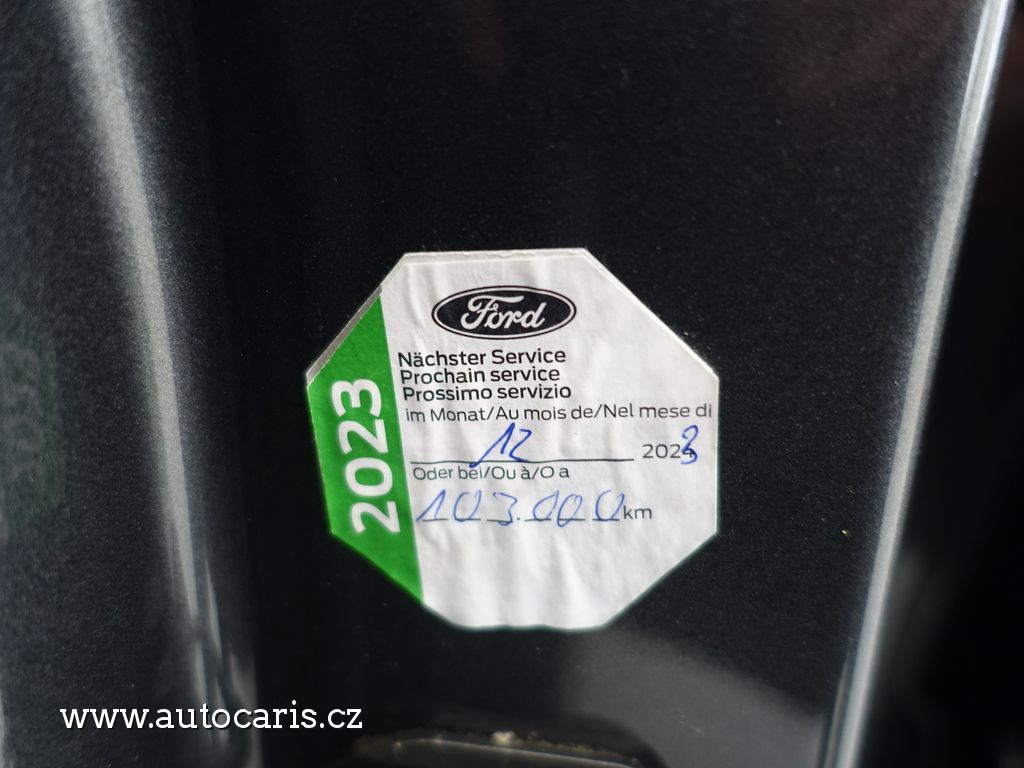 Ford
Nächster Service
Prochain service
Prossimo servizio
im Monat/Au mois de/Nel mese di
12 2023
Oder bei/Ou à/O a
103.000 km
2023
www.autocaris.cz